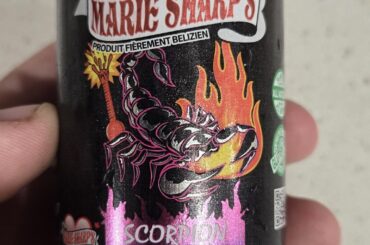 MARIE SHARP'S
PRODUIT FIÈREMENT BELIZIEN
SCORPION